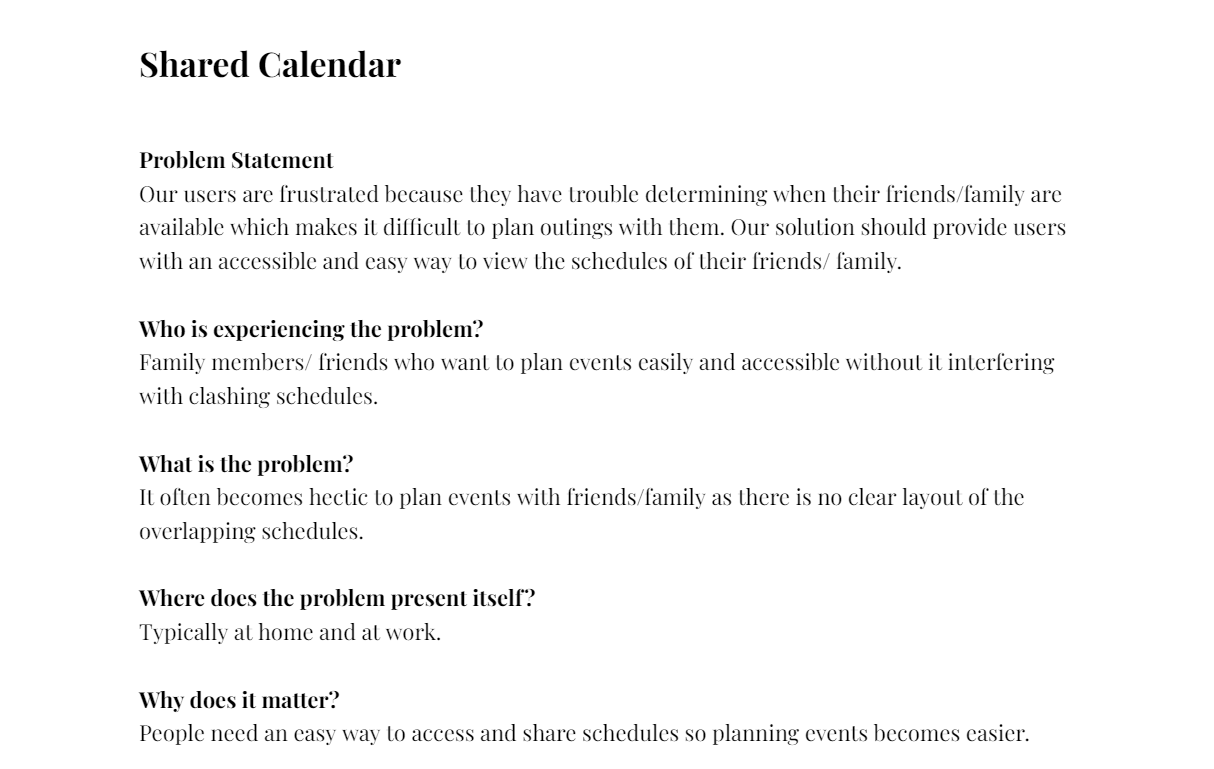 Shared Calendar
Problem Statement
Our users are frustrated because they have trouble determining when their friends/family are
available which makes it difficult to plan outings with them. Our solution should provide users
with an accessible and easy way to view the schedules of their friends/ family.
Who is experiencing the problem?
Family members/ friends who want to plan events easily and accessible without it interfering
with clashing schedules.
What is the problem?
It often becomes hectic to plan events with friends/family as there is no clear layout of the
overlapping schedules.
Where does the problem present itself?
Typically at home and at work.
Why does it matter?
People need an easy way to access and share schedules so planning events becomes easier.